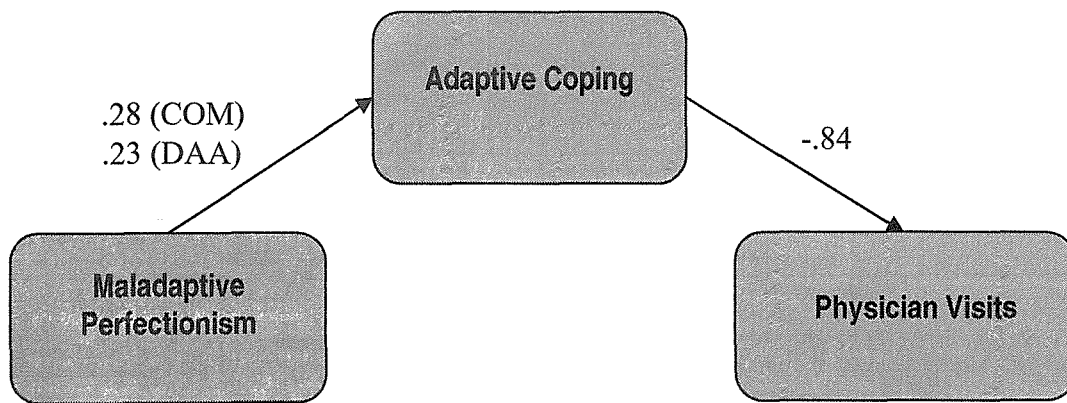 Adaptive Coping
.28 (COM)
.23 (DAA)
-.84
Maladaptive
Perfectionism
Physician Visits